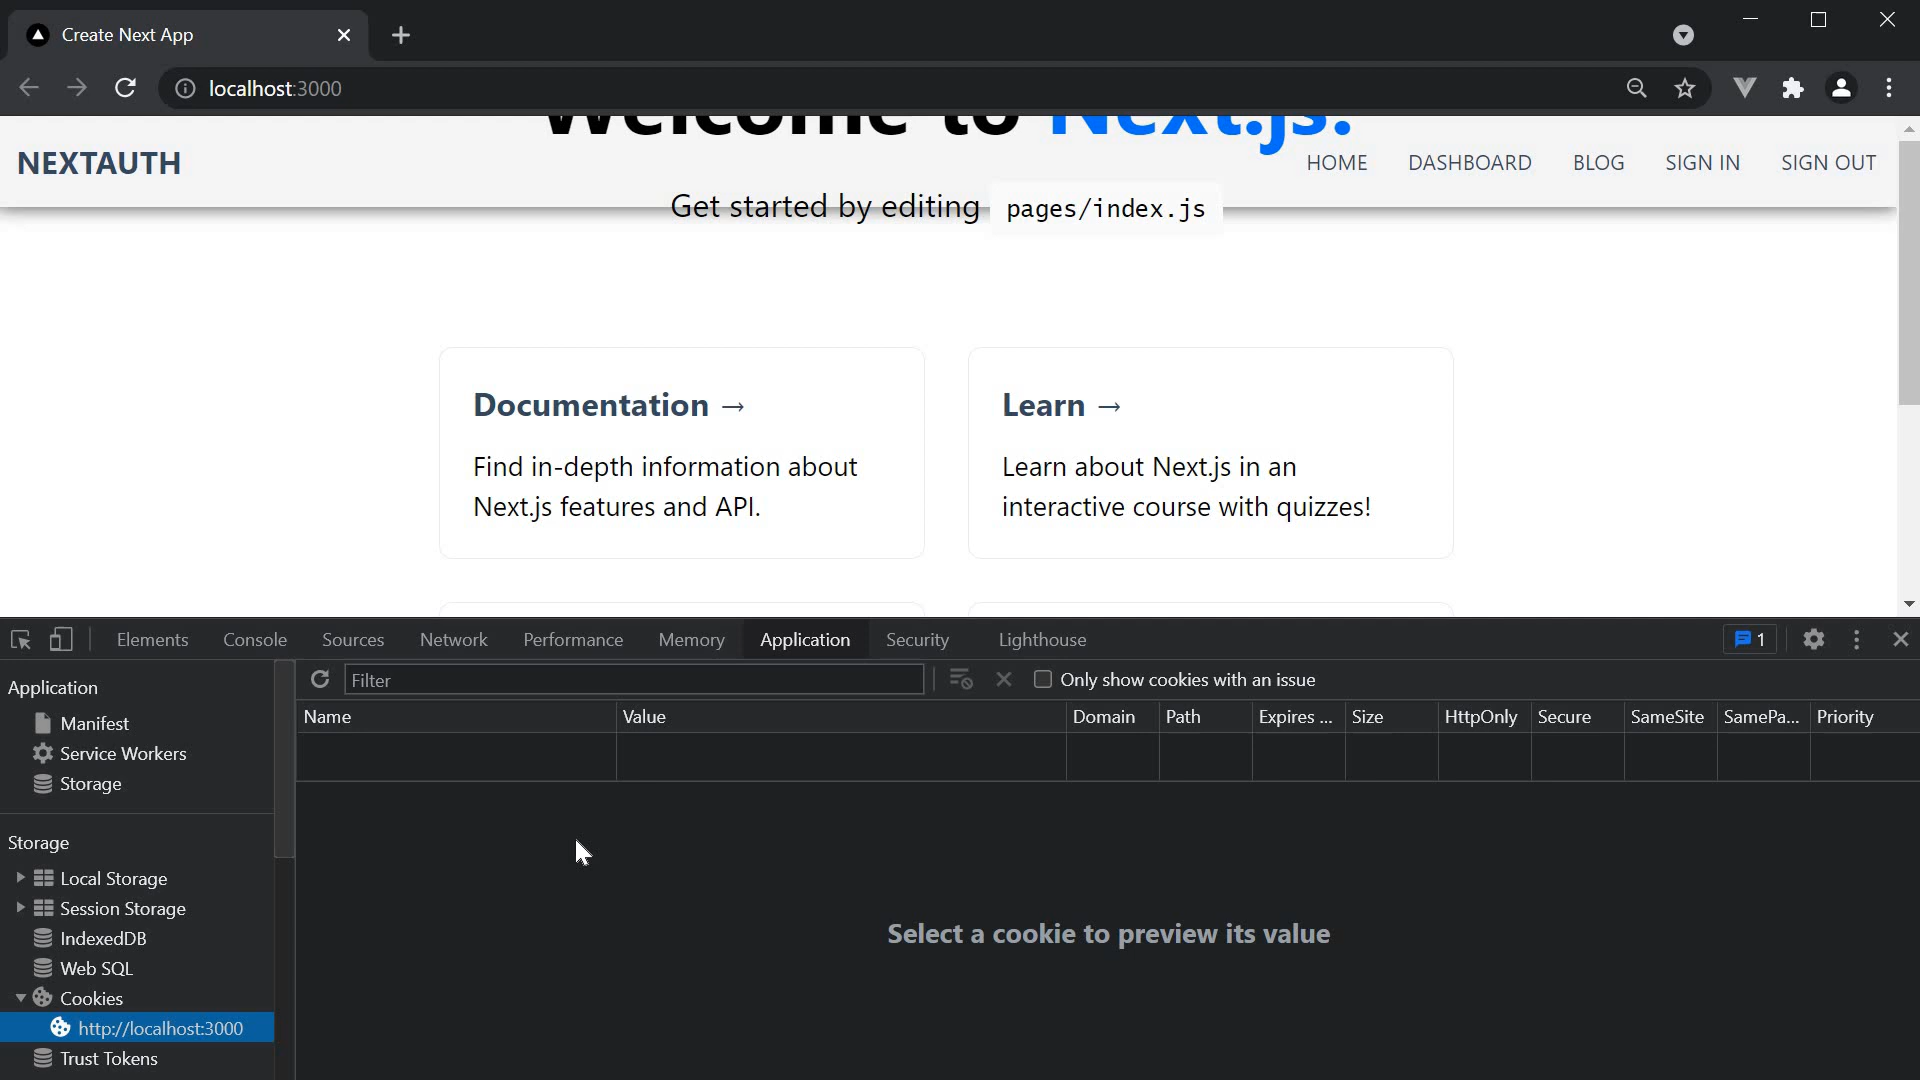 Create Next App
localhost:3000
Welcome to Next.js!
NEXTAUTH
HOME DASHBOARD BLOG SIGN IN SIGN OUT
Get started by editing pages/index.js
Documentation →
Find in-depth information about
Next.js features and API.
Learn →
Learn about Next.js in an
interactive course with quizzes!
Elements Console Sources Network Performance Memory Application Security Lighthouse 1
Application
Manifest
Service Workers
Storage
Storage
Local Storage
Session Storage
IndexedDB
Web SQL
Cookies
http://localhost:3000
Trust Tokens
Filter Only show cookies with an issue
Name Value Domain Path Expires ... Size HttpOnly Secure SameSite SamePa... Priority
Select a cookie to preview its value